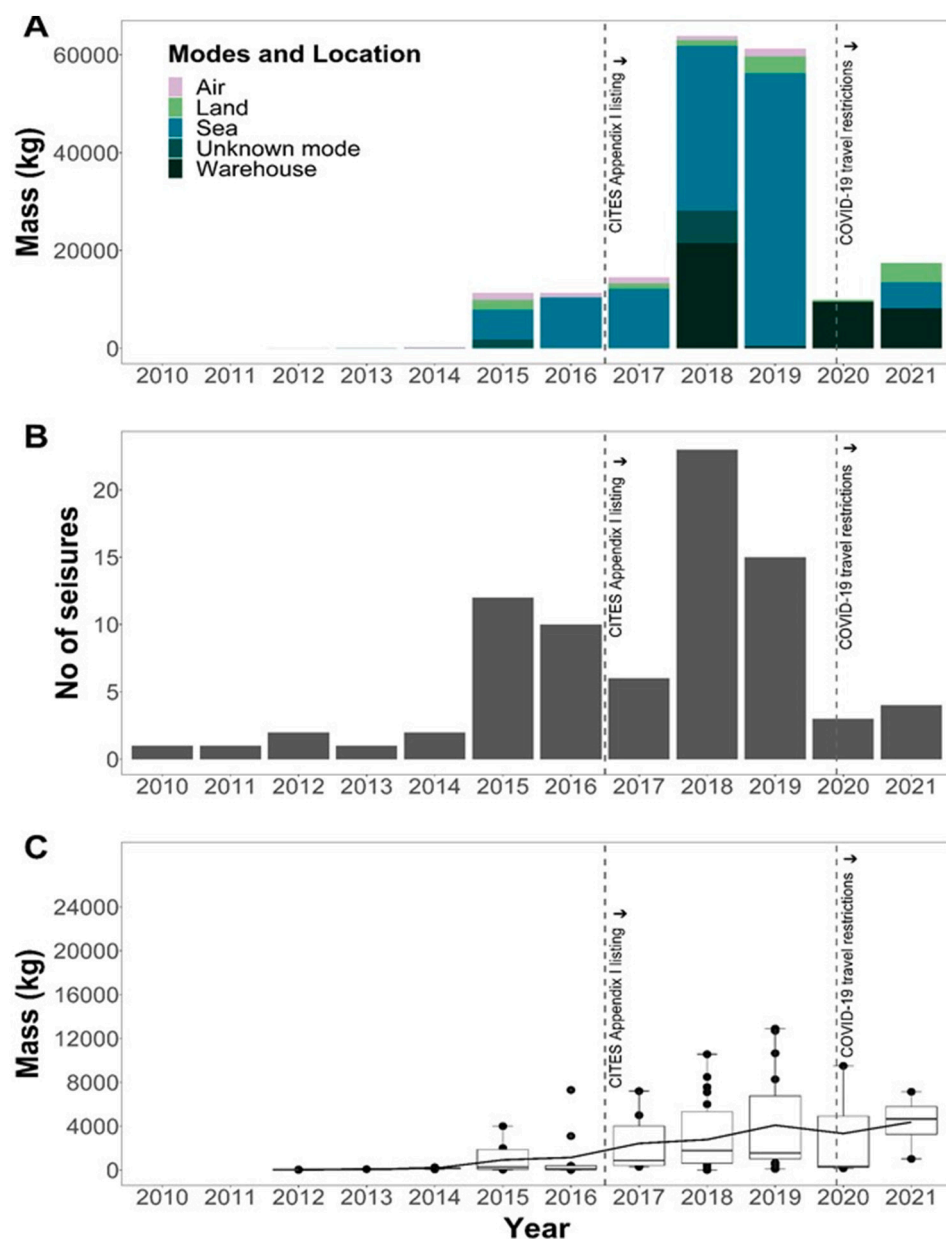 A
Modes and Location
Air
Land
Sea
Unknown mode
Warehouse
Mass (kg)
60000
40000
20000
0
CITES Appendix I listing →
COVID-19 travel restrictions →
2010 2011 2012 2013 2014 2015 2016 2017 2018 2019 2020 2021
B
No of seisures
20
15
10
5
0
CITES Appendix I listing →
COVID-19 travel restrictions →
2010 2011 2012 2013 2014 2015 2016 2017 2018 2019 2020 2021
C
Mass (kg)
24000
20000
16000
12000
8000
4000
0
CITES Appendix I listing →
COVID-19 travel restrictions →
2010 2011 2012 2013 2014 2015 2016 2017 2018 2019 2020 2021
Year